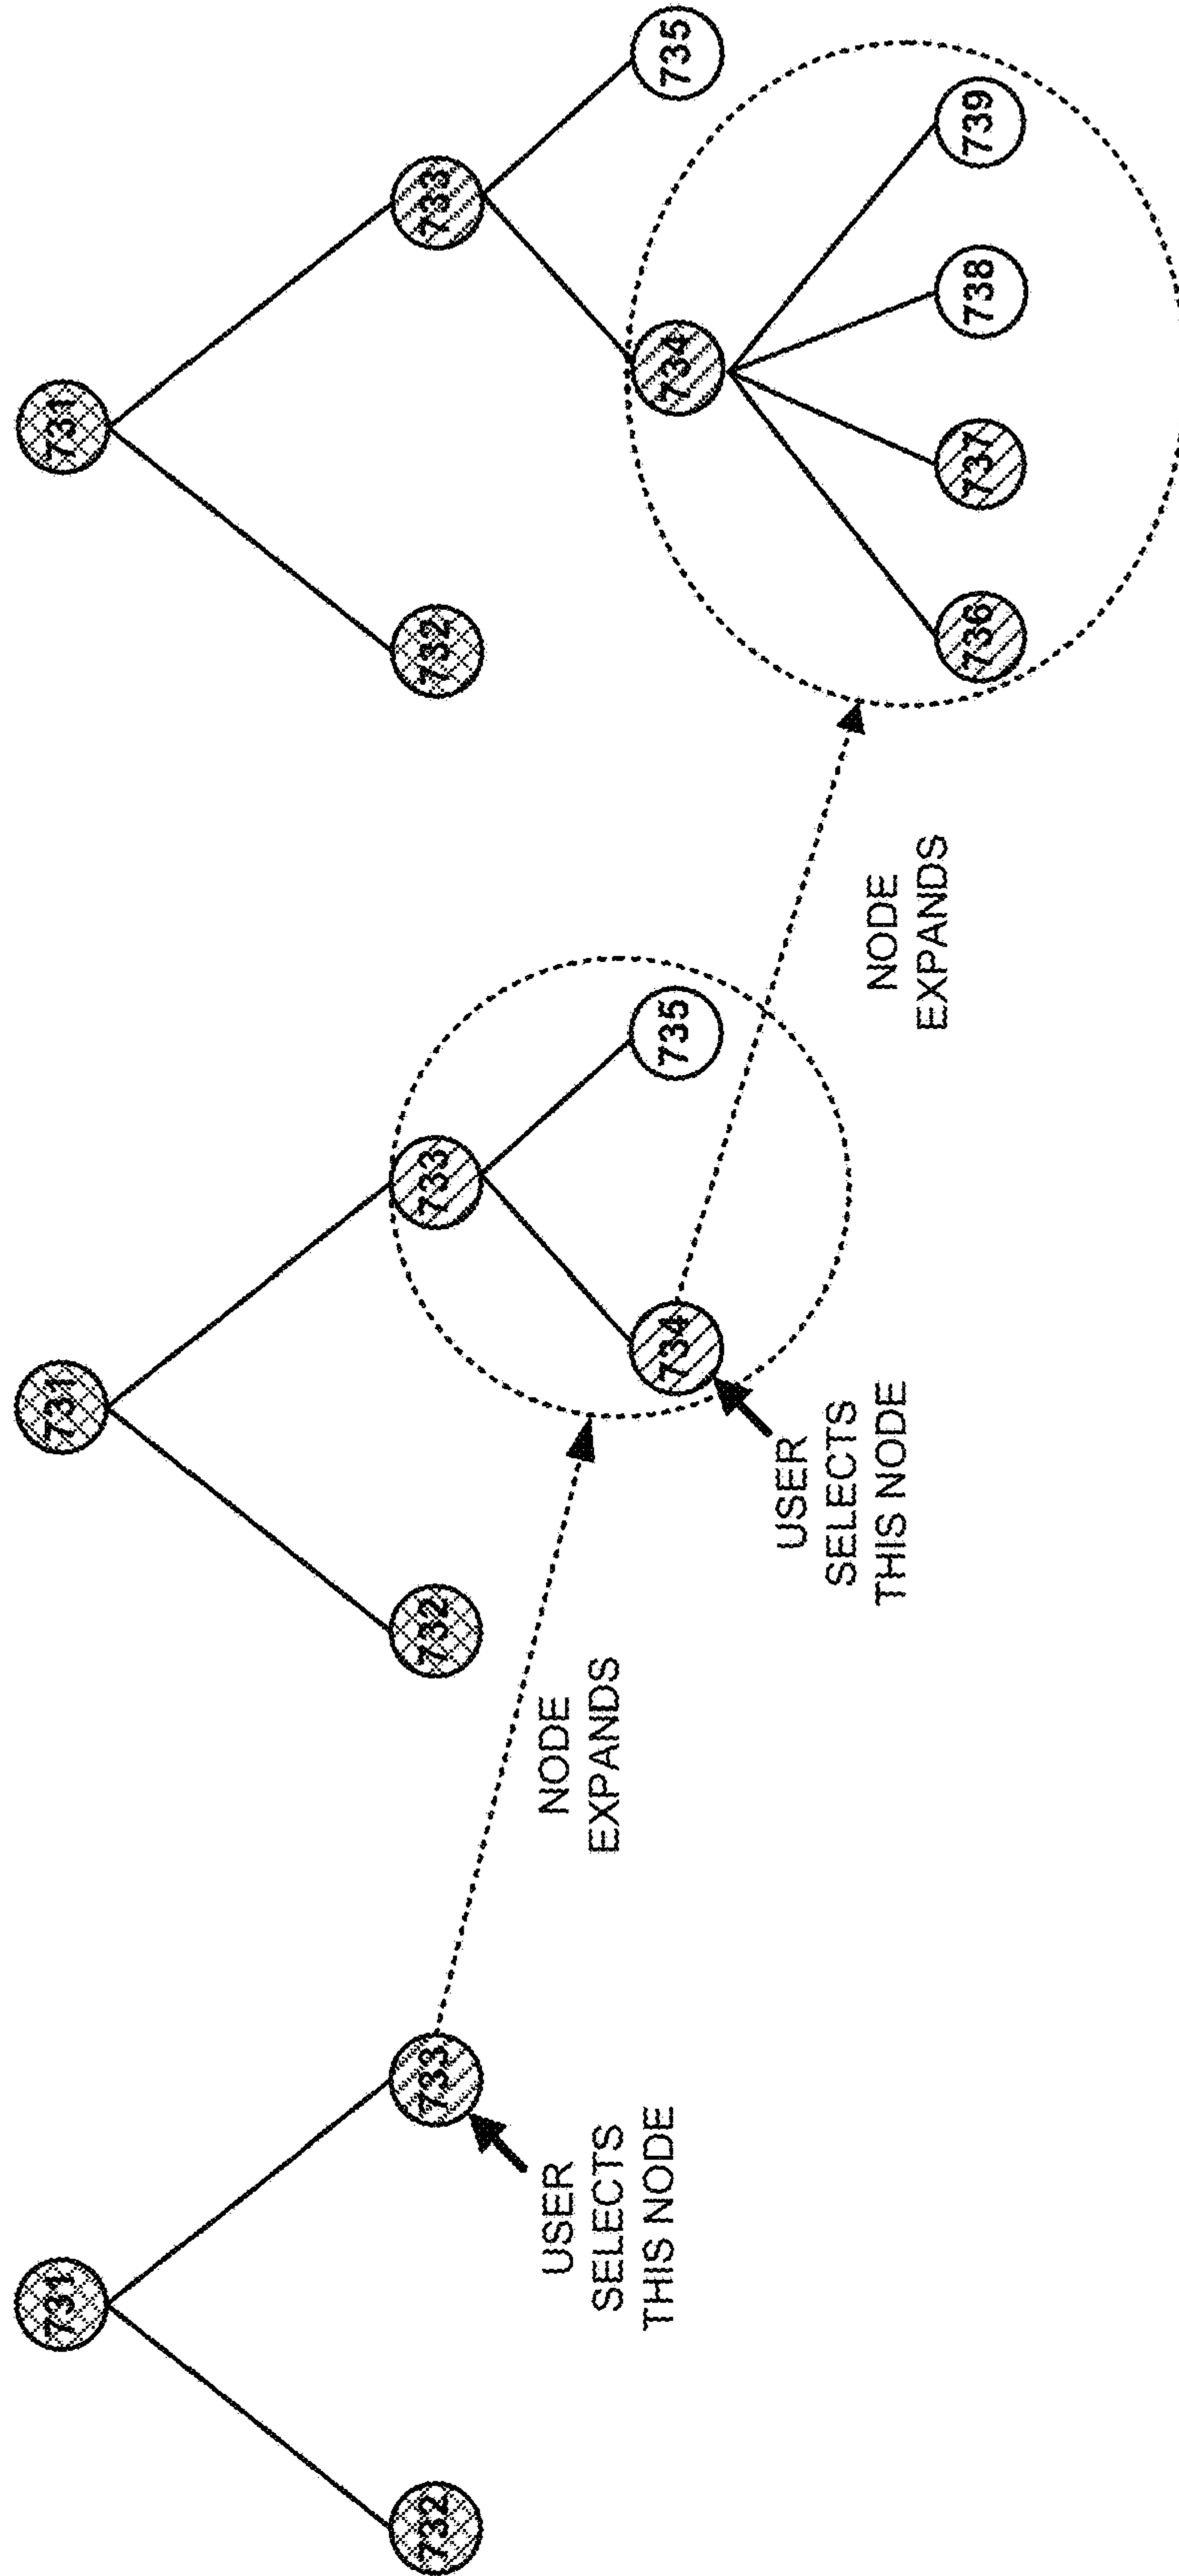 731
732
733
USER
SELECTS
THIS NODE
NODE
EXPANDS
731
732
733
734
735
USER
SELECTS
THIS NODE
NODE
EXPANDS
731
732
733
734
735
736
737
738
739